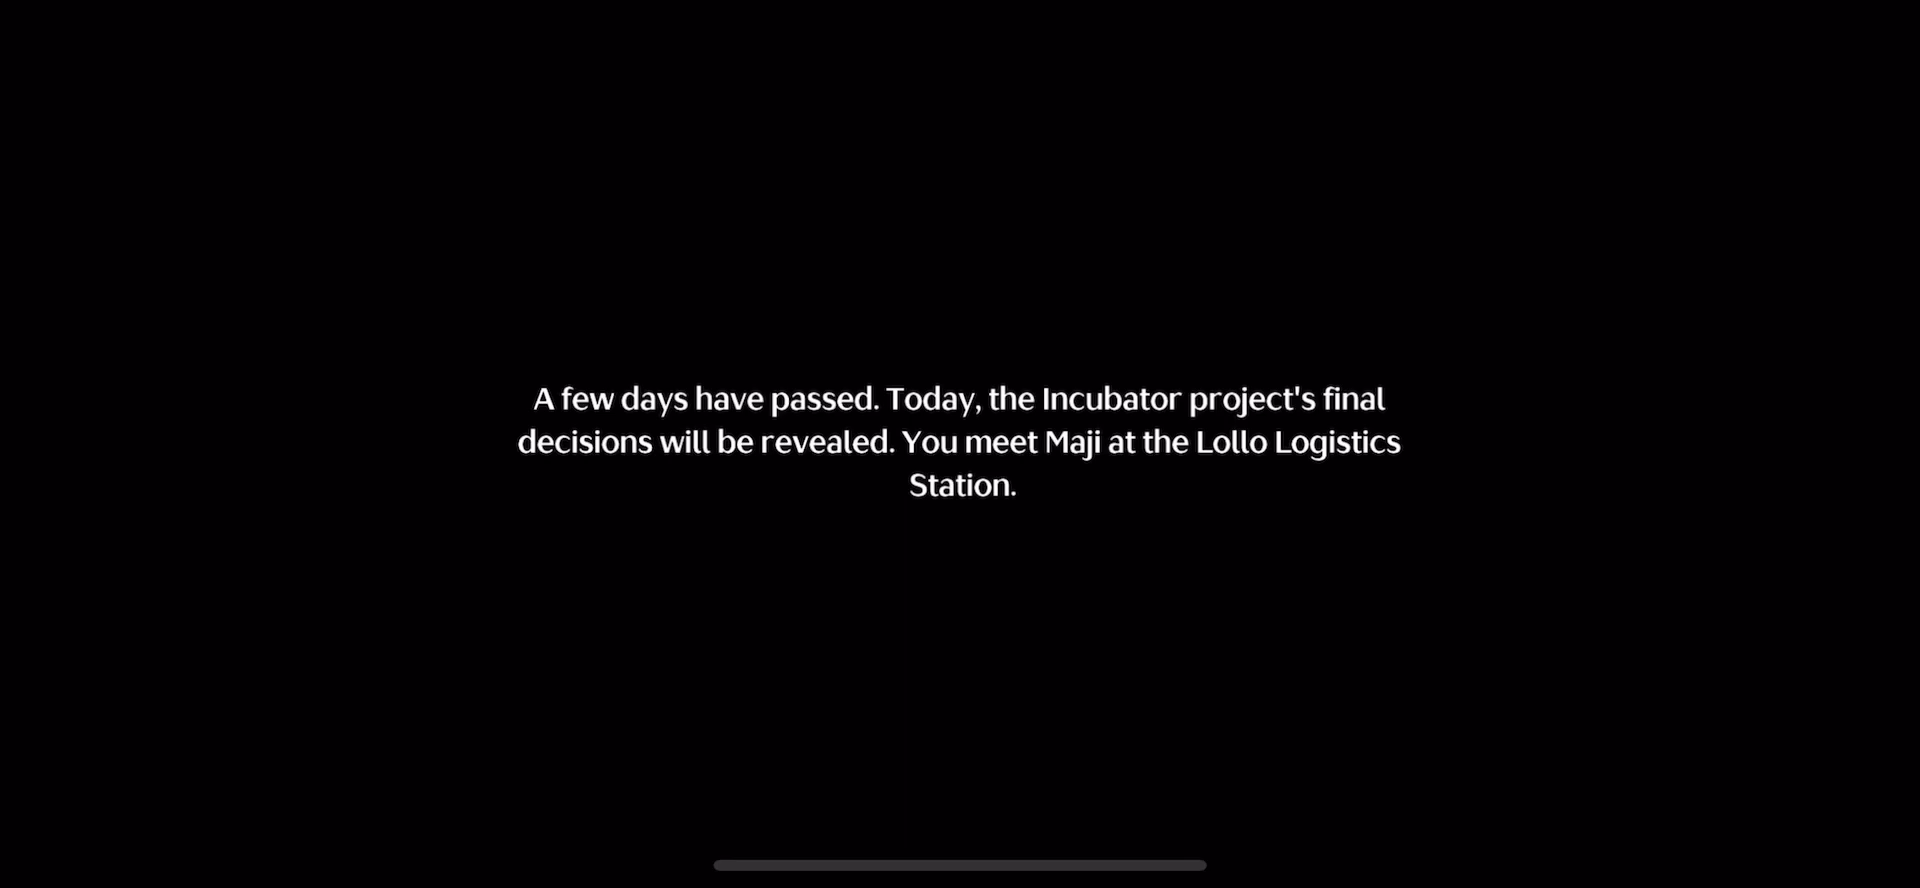 A few days have passed. Today, the Incubator project's final
decisions will be revealed. You meet Maji at the Lollo Logistics
Station.